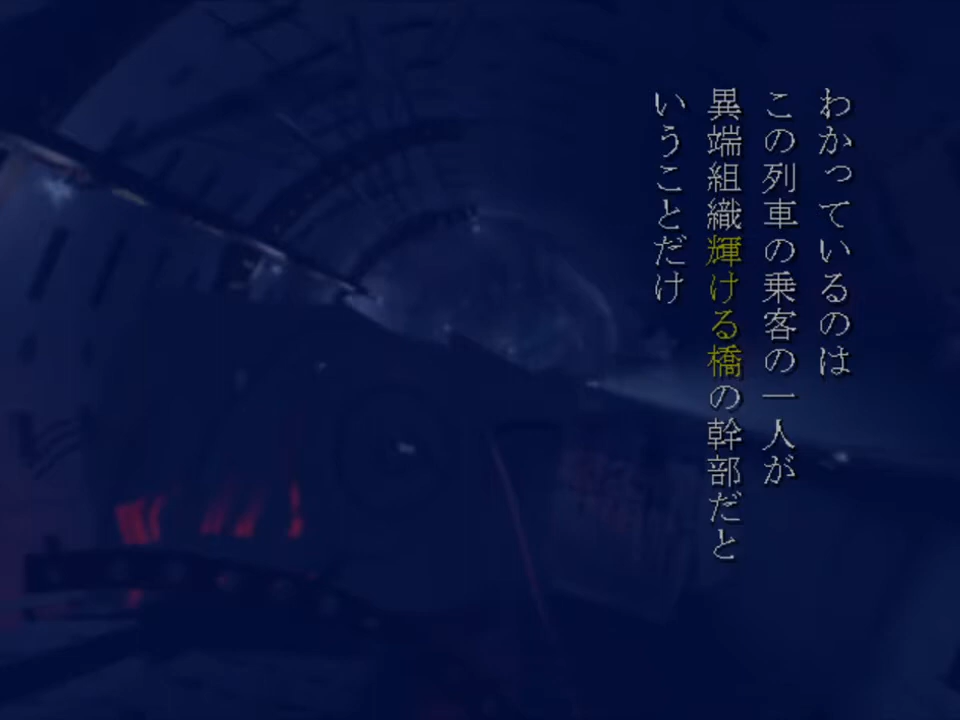 わかっているのは
この列車の乗客の一人が
異端組織輝ける橋の幹部だと
いうことだけ